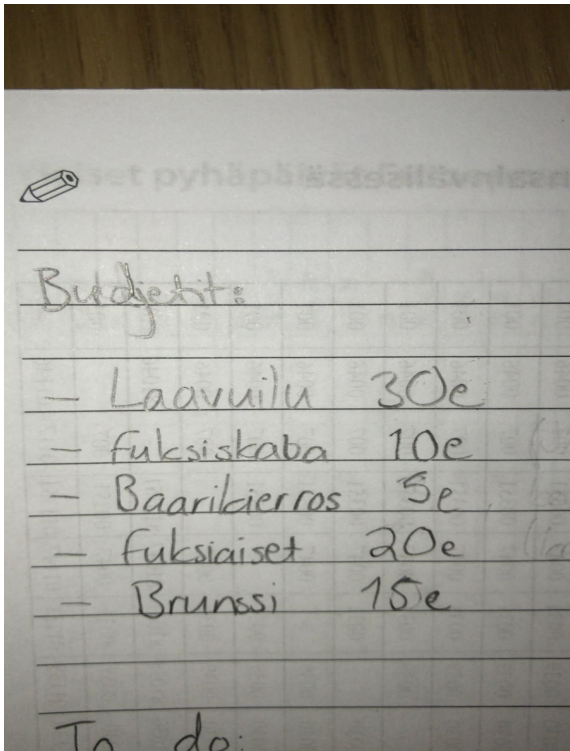 Budjetit:
- Laavuilu 30e
- fuksiskaba 10e
- Baarikierros 5e
- fuksiaiset 20e
- Brunssi 15e
To do: